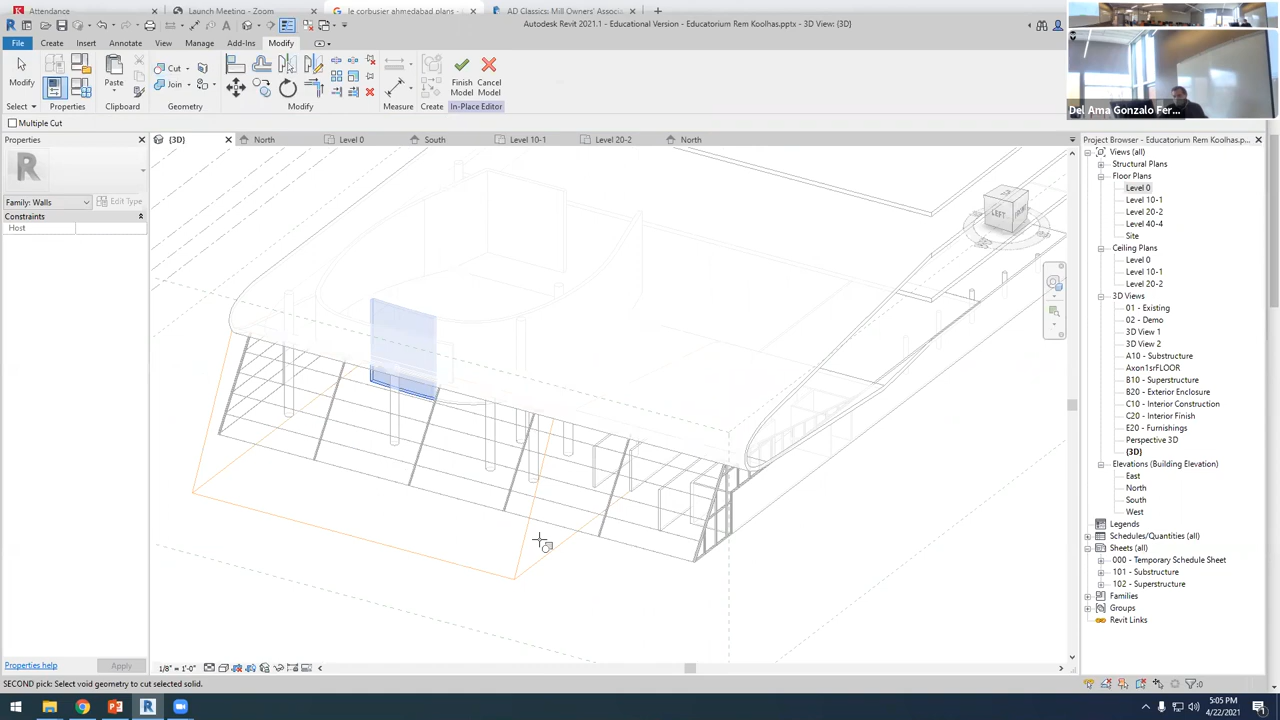 Attendance
Launch Meeting - Zoom
le corbusier ahmedabad plans -
AD Classics: Mill Owners' Associati
Autodesk Revit 2021.1 - Educational Version - Educatorium Rem Koolhas.pptx - 3D View: {3D}
File Create Insert Annotate View Manage Add-Ins Modify
Modify
Paste
Cut
Join
Measure
Create
Finish Model
Cancel Model
Select Properties Clipboard Geometry Modify Measure Create In-Place Editor
Multiple Cut
Del Ama Gonzalo Fer...
Properties
{3D}
North
Level 0
South
Level 10-1
Level 20-2
North
Project Browser - Educatorium Rem Koolhas.p...
Family: Walls
Edit Type
Constraints
Host
LEFT
FRONT
Views (all)
Structural Plans
Floor Plans
Level 0
Level 10-1
Level 20-2
Level 40-4
Site
Ceiling Plans
Level 0
Level 10-1
Level 20-2
3D Views
01 - Existing
02 - Demo
3D View 1
3D View 2
A10 - Substructure
Axon1srFLOOR
B10 - Superstructure
B20 - Exterior Enclosure
C10 - Interior Construction
C20 - Interior Finish
E20 - Furnishings
Perspective 3D
{3D}
Elevations (Building Elevation)
East
North
South
West
Legends
Schedules/Quantities (all)
Sheets (all)
000 - Temporary Schedule Sheet
101 - Substructure
102 - Superstructure
Families
Groups
Revit Links
Properties help
Apply
1/8" = 1'-0"
SECOND pick: Select void geometry to cut selected solid.
:0
5:05 PM
4/22/2021